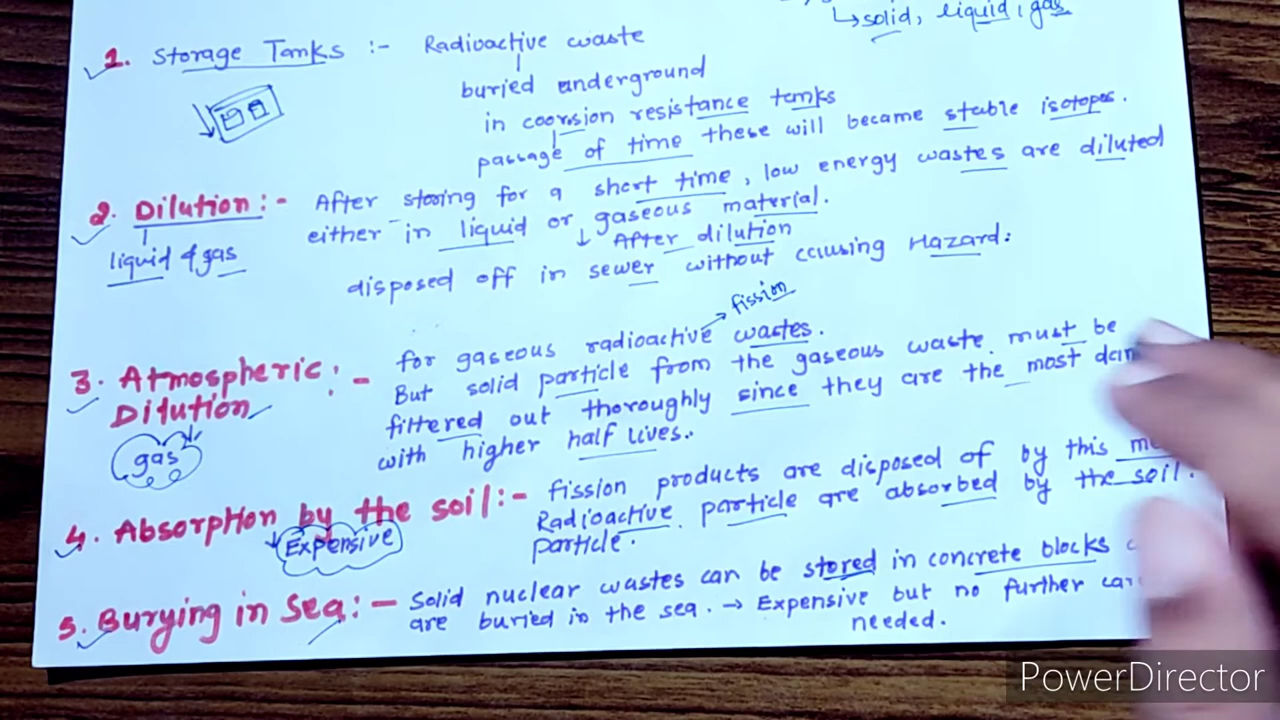 ↳solid, liquid, gas
1. Storage Tanks :- Radioactive waste
buried underground
in coorsion resistance tanks
passage of time these will became stable isotopes.
2. Dilution :- After storing for a short time, low energy wastes are diluted
either in liquid or gaseous material.
liquid & gas
↓ After dilution
disposed off in sewer without causing Hazard:
→ fission
3. Atmospheric :- for gaseous radioactive wastes.
Dilution
But solid particle from the gaseous waste must be
filtered out thoroughly since they are the most
with higher half lives..
gas
4. Absorption by the soil:- fission products are disposed of by this
Radioactive particle are absorbed by the soil.
particle.
↓ Expensive
5. Burying in Sea:- Solid nuclear wastes can be stored in concrete blocks
are buried in the sea. → Expensive but no further
needed.
PowerDirector